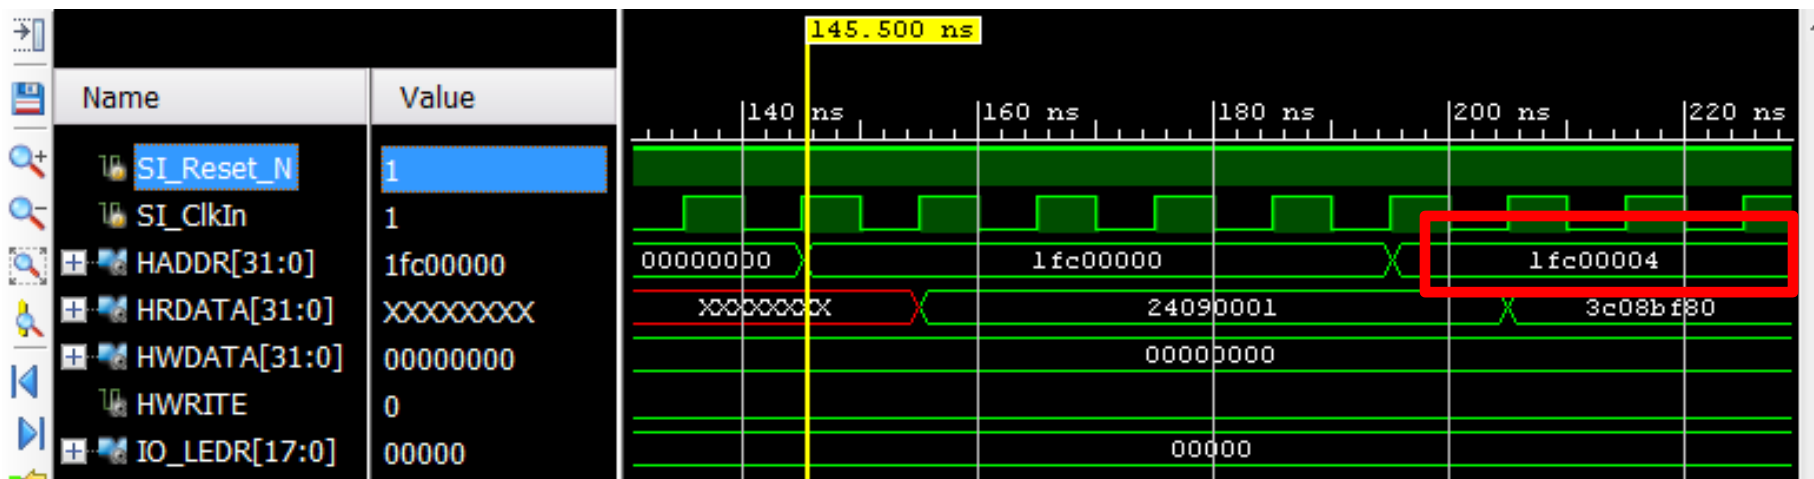 145.500 ns
Name Value
140 ns 160 ns 180 ns 200 ns 220 ns
SI_Reset_N 1
SI_ClkIn 1
HADDR[31:0] 1fc00000 00000000 1fc00000 1fc00004
HRDATA[31:0] XXXXXXXX XXXXXXXX 24090001 3c08bf80
HWDATA[31:0] 00000000 00000000
HWRITE 0
IO_LEDR[17:0] 00000 00000